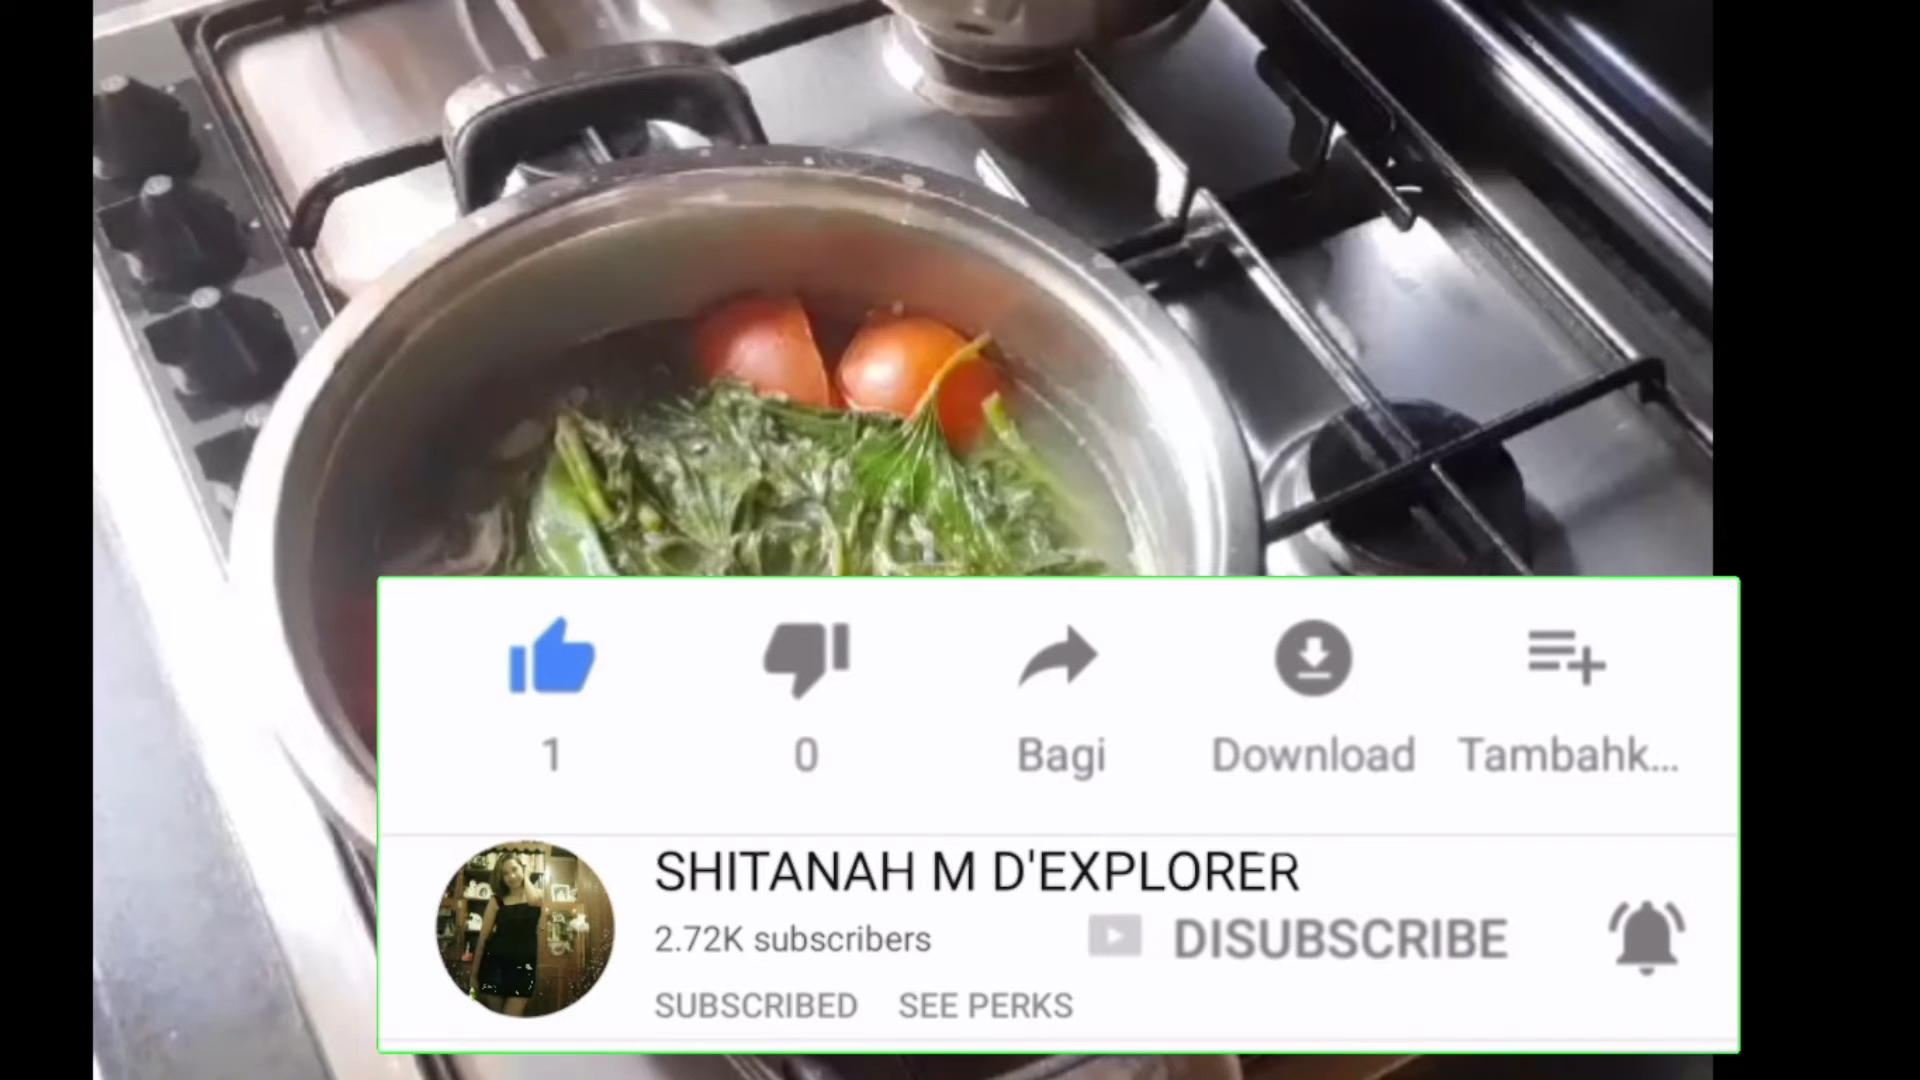 1 0 Bagi Download Tambahk...
SHITANAH M D'EXPLORER
2.72K subscribers DISUBSCRIBE
SUBSCRIBED SEE PERKS